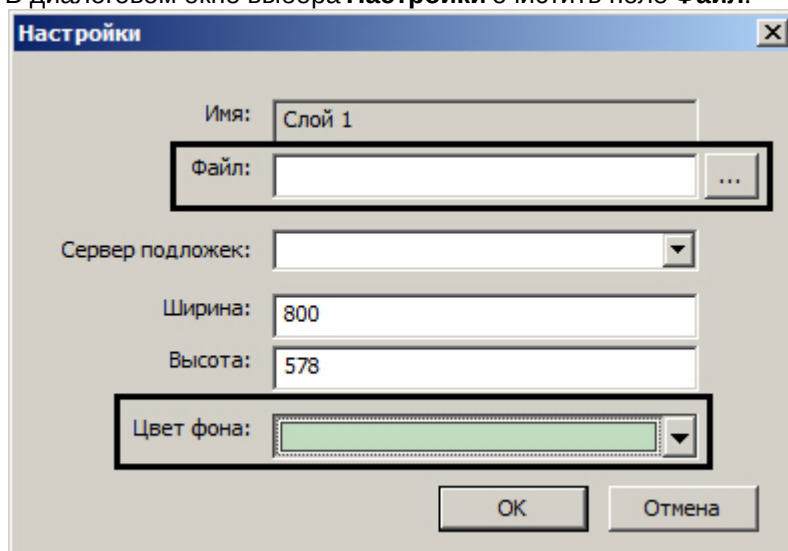 В диалоговом окне выбора Настройки очистить поле Файл.
Настройки
Имя: Слой 1
Файл: ...
Сервер подложек:
Ширина: 800
Высота: 578
Цвет фона:
OK Отмена